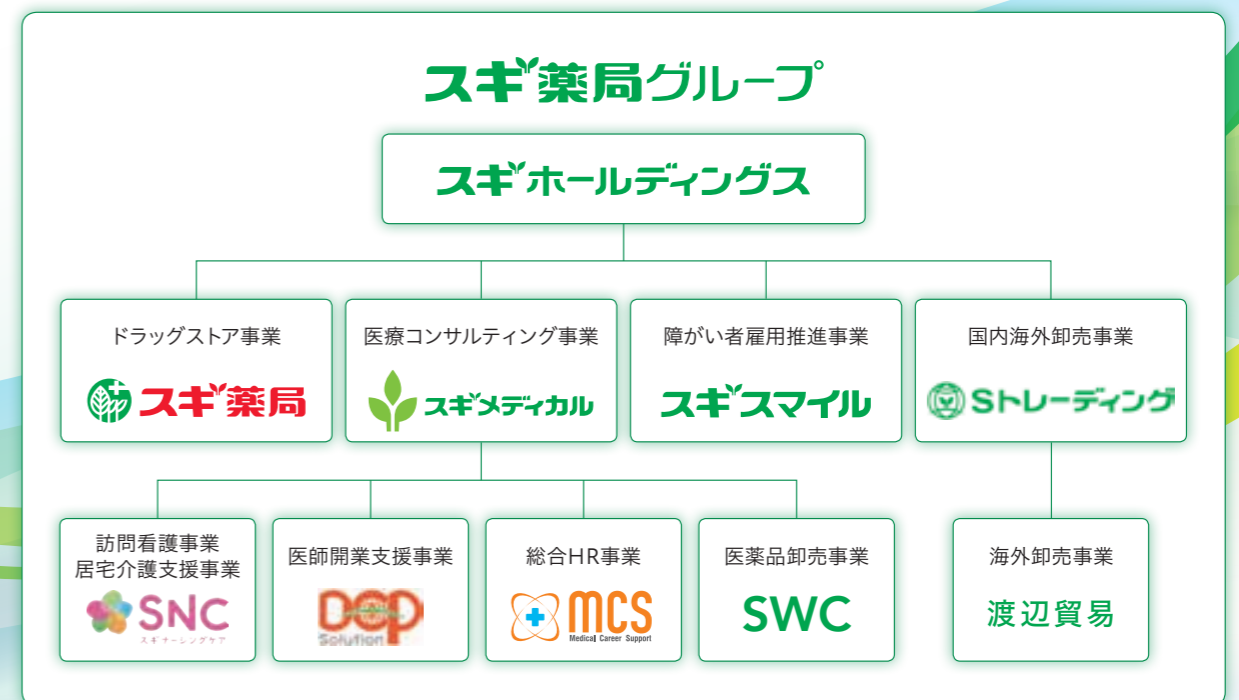 スギ薬局グループ
スギホールディングス
ドラッグストア事業
スギ薬局
医療コンサルティング事業
スギメディカル
障がい者雇用推進事業
スギスマイル
国内海外卸売事業
Sトレーディング
訪問看護事業
居宅介護支援事業
SNC
スギナーシングケア
医師開業支援事業
DCP
Solution
総合HR事業
mcs
Medical Career Support
医薬品卸売事業
SWC
海外卸売事業
渡辺貿易